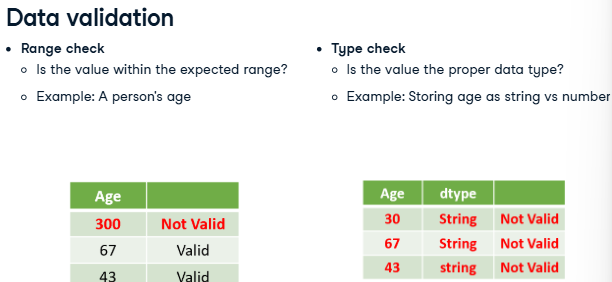 Data validation
Range check
Is the value within the expected range?
Example: A person's age
Type check
Is the value the proper data type?
Example: Storing age as string vs number
Age
300 Not Valid
67 Valid
43 Valid
Age dtype
30 String Not Valid
67 String Not Valid
43 string Not Valid